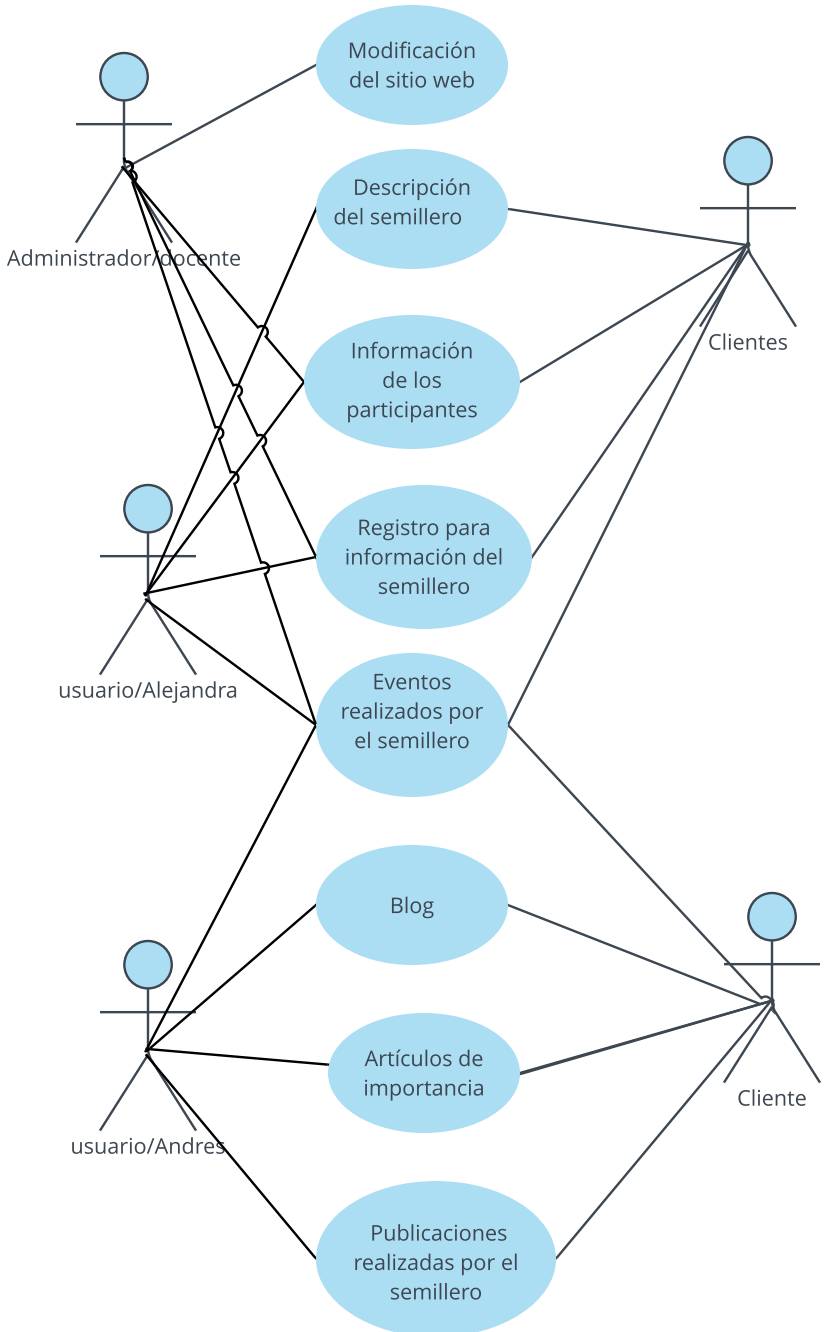 Modificación
del sitio web
Administrador/docente
Descripción
del semillero
Clientes
Información
de los
participantes
usuario/Alejandra
Registro para
información del
semillero
Eventos
realizados por
el semillero
Blog
usuario/Andres
Artículos de
importancia
Cliente
Publicaciones
realizadas por el
semillero